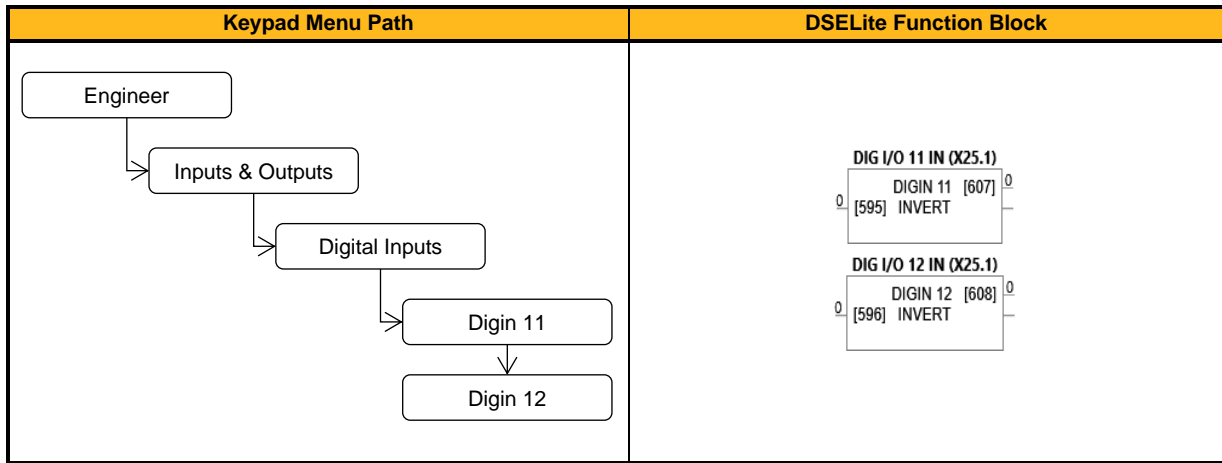 Keypad Menu Path
DSELite Function Block
Engineer
Inputs & Outputs
Digital Inputs
Digin 11
Digin 12
DIG I/O 11 IN (X25.1)
DIGIN 11 [607] 0
0 [595] INVERT
DIG I/O 12 IN (X25.1)
DIGIN 12 [608] 0
0 [596] INVERT